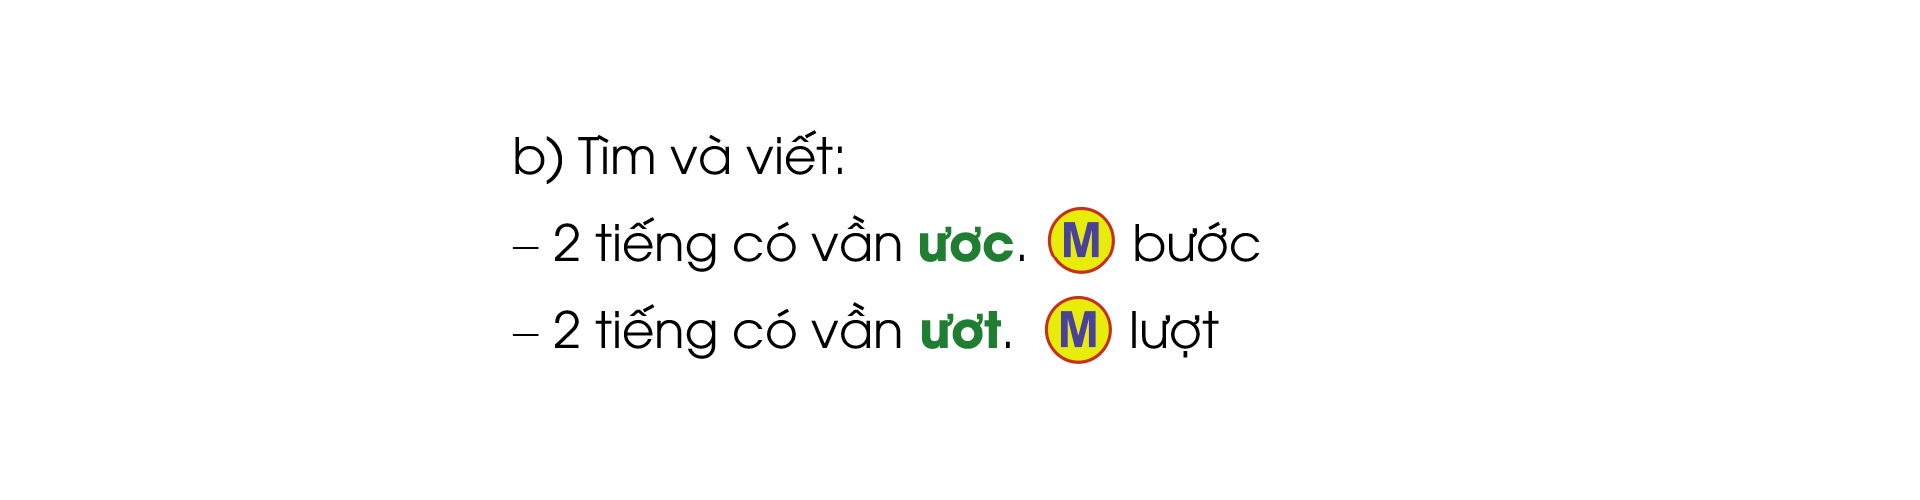 b) Tìm và viết:
– 2 tiếng có vần ươc. M bước
– 2 tiếng có vần ươt. M lượt